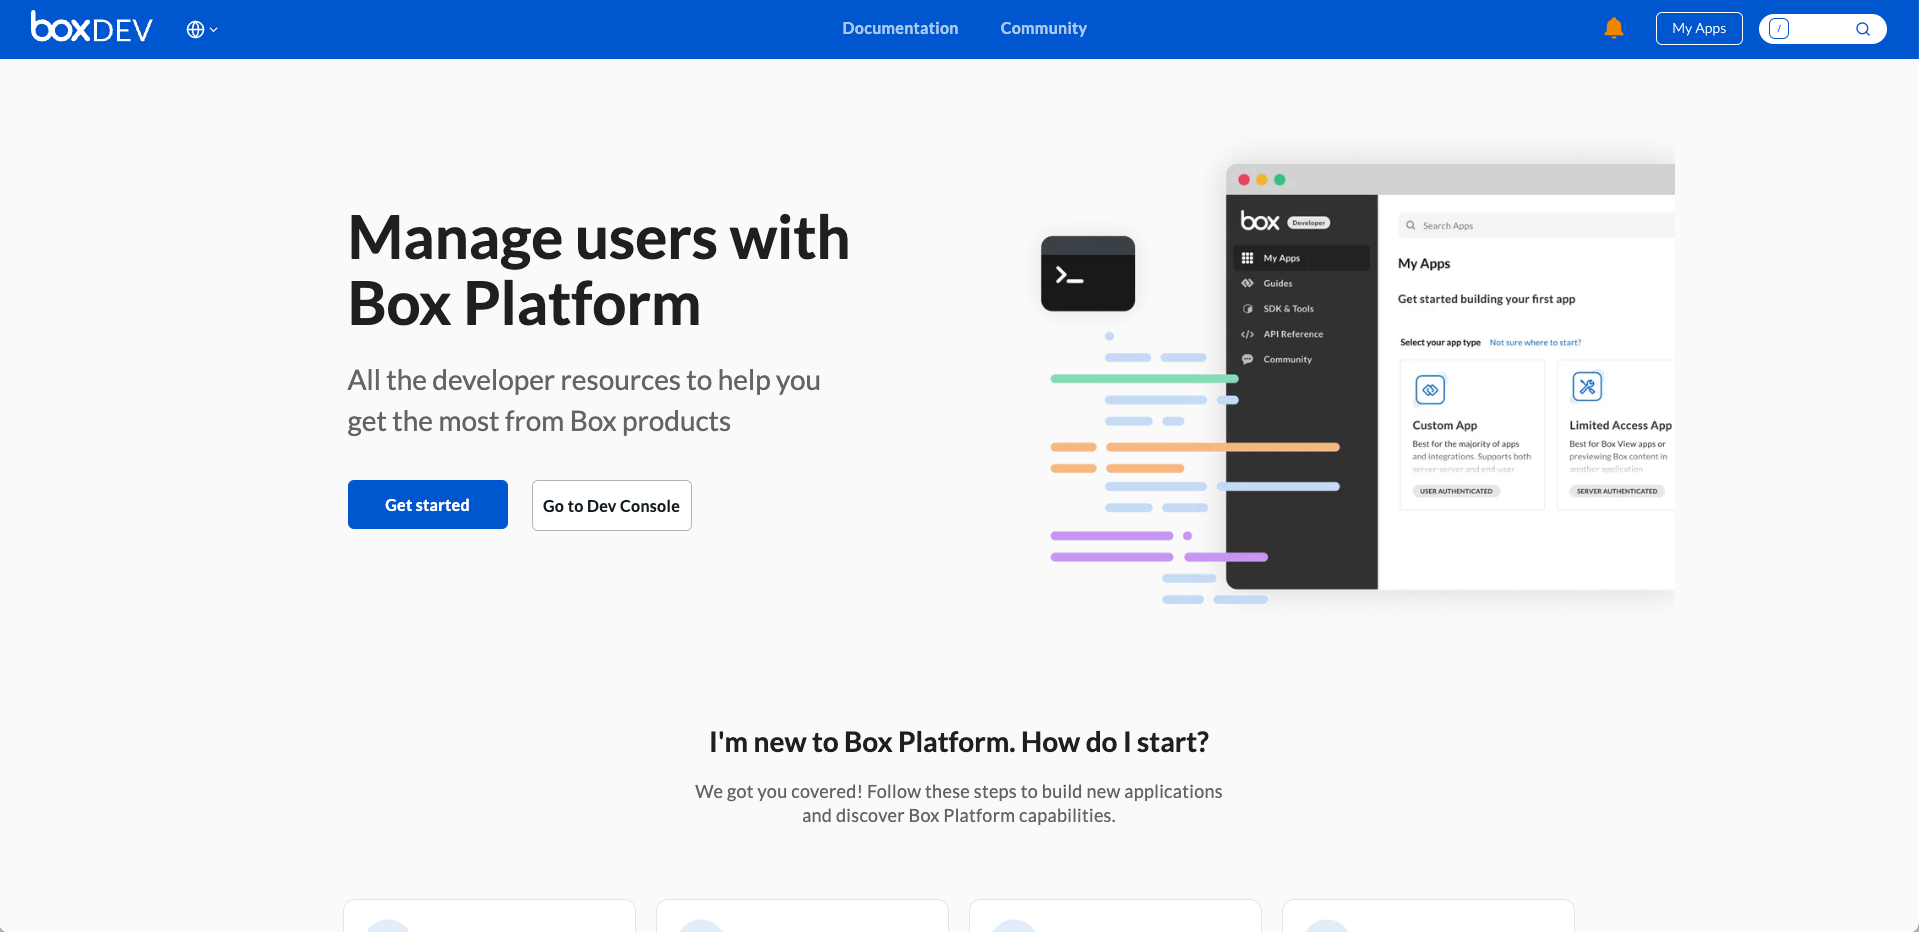 boxDEV
Documentation
Community
My Apps
/
Manage users with
Box Platform
All the developer resources to help you
get the most from Box products
Get started
Go to Dev Console
box Developer
My Apps
Guides
SDK & Tools
API Reference
Community
Search Apps
My Apps
Get started building your first app
Select your app type Not sure where to start?
Custom App
Best for the majority of apps
and integrations. Supports both
server-server and end-user
USER AUTHENTICATED
Limited Access App
Best for Box View apps or
previewing Box content in
another application
SERVER AUTHENTICATED
I'm new to Box Platform. How do I start?
We got you covered! Follow these steps to build new applications
and discover Box Platform capabilities.